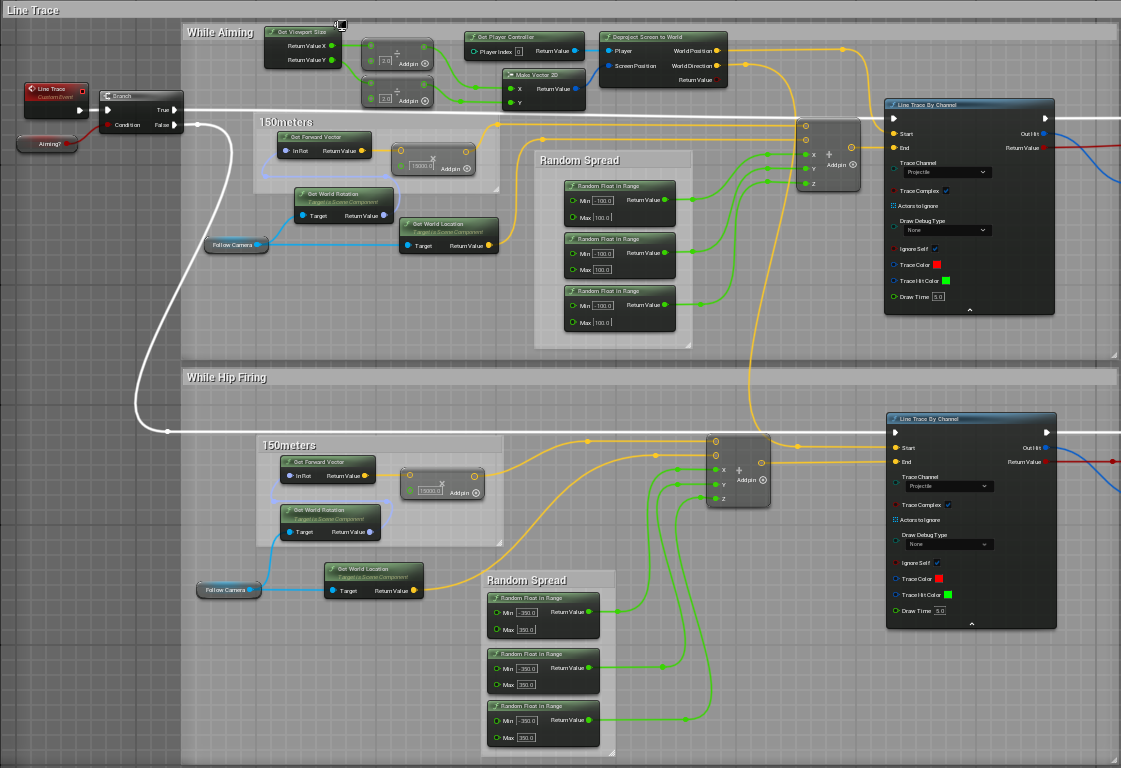 Line Trace
While Aiming
Get Viewport Size
Return Value X
Return Value Y
÷
2.0
Add pin
÷
2.0
Add pin
Get Player Controller
Player Index 0
Return Value
Make Vector 2D
X
Return Value
Y
Deproject Screen to World
Player
World Position
Screen Position
World Direction
Return Value
Line Trace
Custom Event
Branch
True
Condition
False
Aiming?
150meters
Get Forward Vector
In Rot
Return Value
15000.0
Add pin
Get World Rotation
Target is Scene Component
Target
Return Value
Follow Camera
Get World Location
Target is Scene Component
Target
Return Value
Random Spread
Random Float in Range
Min -100.0
Return Value
Max 100.0
Random Float in Range
Min -100.0
Return Value
Max 100.0
Random Float in Range
Min -100.0
Return Value
Max 100.0
X
Y
Z
+
Add pin
Line Trace By Channel
Start
Out Hit
End
Return Value
Trace Channel
Projectile
Trace Complex
Actors to Ignore
Draw Debug Type
None
Ignore Self
Trace Color
Trace Hit Color
Draw Time 5.0
While Hip Firing
150meters
Get Forward Vector
In Rot
Return Value
15000.0
Add pin
Get World Rotation
Target is Scene Component
Target
Return Value
Follow Camera
Get World Location
Target is Scene Component
Target
Return Value
Random Spread
Random Float in Range
Min -350.0
Return Value
Max 350.0
Random Float in Range
Min -350.0
Return Value
Max 350.0
Random Float in Range
Min -350.0
Return Value
Max 350.0
X
Y
Z
+
Add pin
Line Trace By Channel
Start
Out Hit
End
Return Value
Trace Channel
Projectile
Trace Complex
Actors to Ignore
Draw Debug Type
None
Ignore Self
Trace Color
Trace Hit Color
Draw Time 5.0